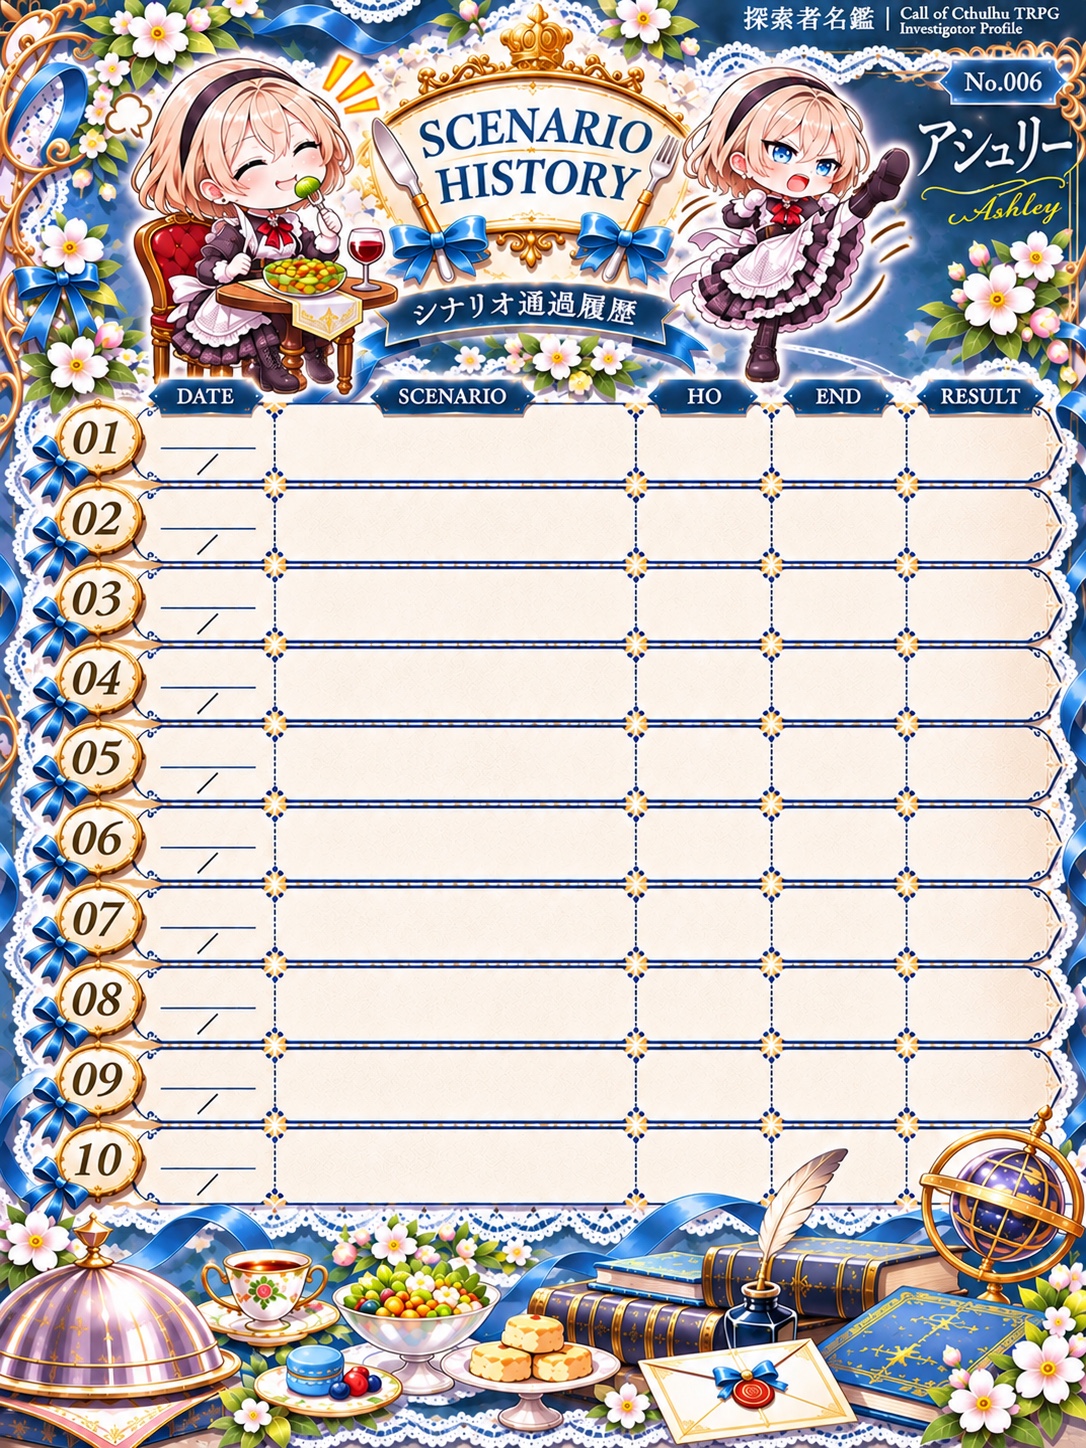 探索者名鑑 | Call of Cthulhu TRPG
Investigotor Profile
No.006
アシュリー
Ashley
SCENARIO
HISTORY
シナリオ通過履歴
DATE SCENARIO HO END RESULT
01 /
02 /
03 /
04 /
05 /
06 /
07 /
08 /
09 /
10 /